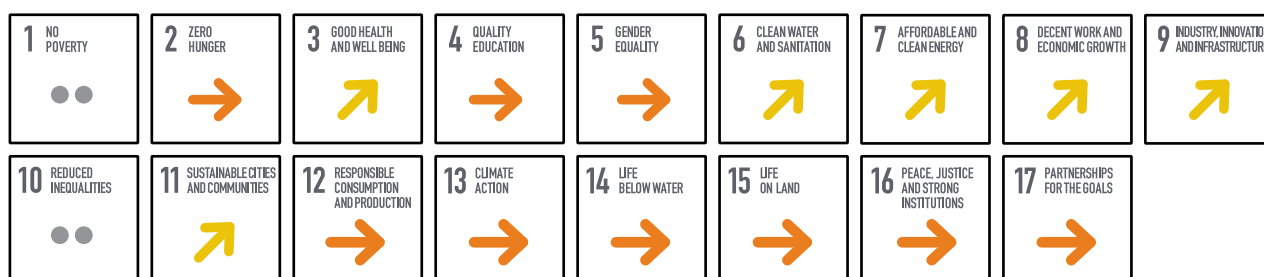 1 NO
POVERTY
2 ZERO
HUNGER
3 GOOD HEALTH
AND WELL BEING
4 QUALITY
EDUCATION
5 GENDER
EQUALITY
6 CLEAN WATER
AND SANITATION
7 AFFORDABLE AND
CLEAN ENERGY
8 DECENT WORK AND
ECONOMIC GROWTH
9 INDUSTRY, INNOVATIO
AND INFRASTRUCTUR
10 REDUCED
INEQUALITIES
11 SUSTAINABLE CITIES
AND COMMUNITIES
12 RESPONSIBLE
CONSUMPTION
AND PRODUCTION
13 CLIMATE
ACTION
14 LIFE
BELOW WATER
15 LIFE
ON LAND
16 PEACE, JUSTICE
AND STRONG
INSTITUTIONS
17 PARTNERSHIPS
FOR THE GOALS